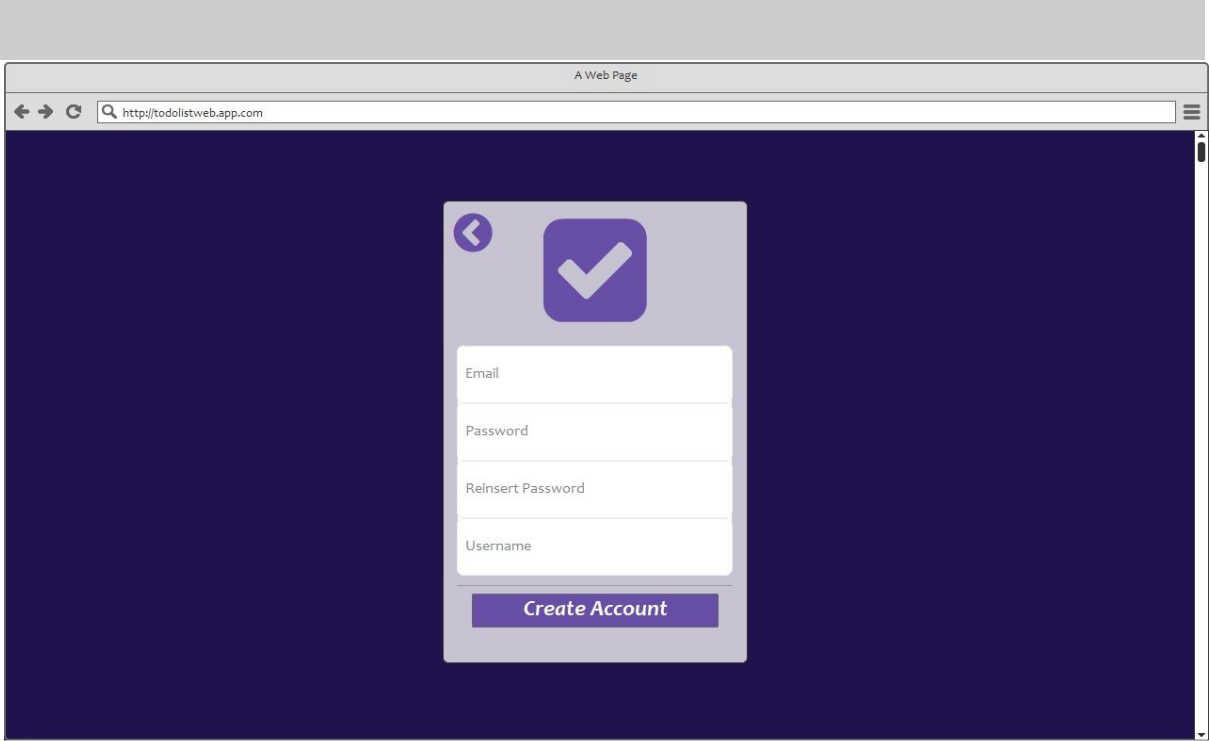 A Web Page
http://todolistweb.app.com
Email
Password
Reinsert Password
Username
Create Account